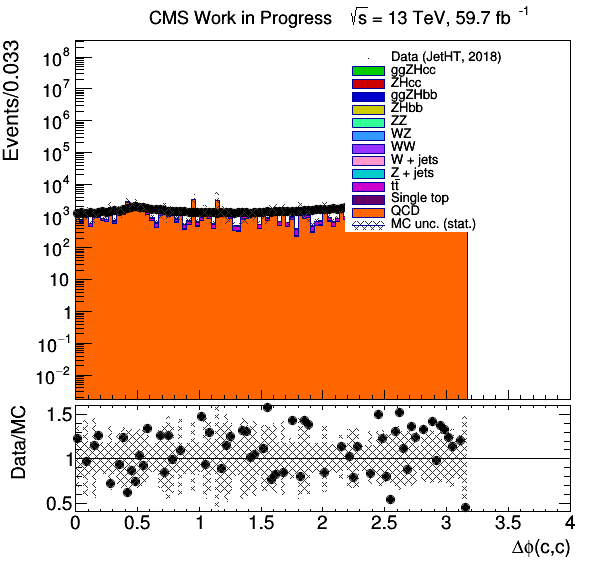 CMS Work in Progress √s = 13 TeV, 59.7 fb⁻¹
Events/0.033
10⁸
10⁷
10⁶
10⁵
10⁴
10³
10²
10
1
10⁻¹
10⁻²
Data (JetHT, 2018)
ggZHcc
ZHcc
ggZHbb
ZHbb
ZZ
WZ
WW
W + jets
Z + jets
tt̄
Single top
QCD
MC unc. (stat.)
Data/MC
1.5
1
0.5
0 0.5 1 1.5 2 2.5 3 3.5 4
Δϕ(c,c)